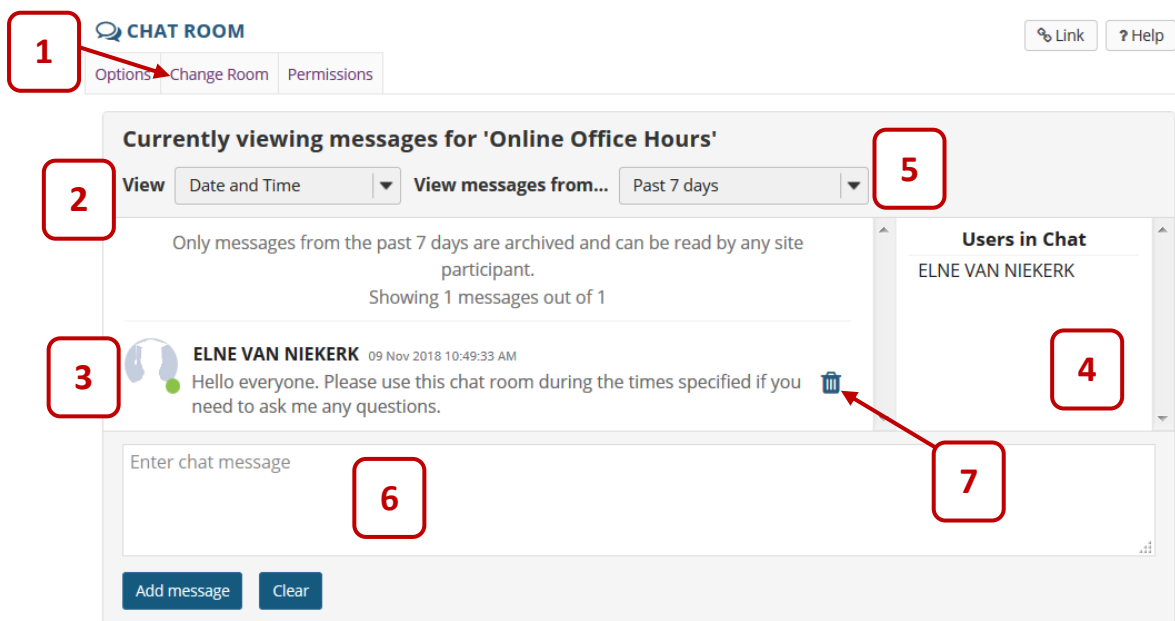 CHAT ROOM
Link
? Help
1
Options
Change Room
Permissions
Currently viewing messages for 'Online Office Hours'
5
2
View
Date and Time
View messages from...
Past 7 days
Only messages from the past 7 days are archived and can be read by any site
participant.
Showing 1 messages out of 1
Users in Chat
ELNE VAN NIEKERK
3
ELNE VAN NIEKERK 09 Nov 2018 10:49:33 AM
Hello everyone. Please use this chat room during the times specified if you
need to ask me any questions.
4
Enter chat message
6
7
Add message
Clear